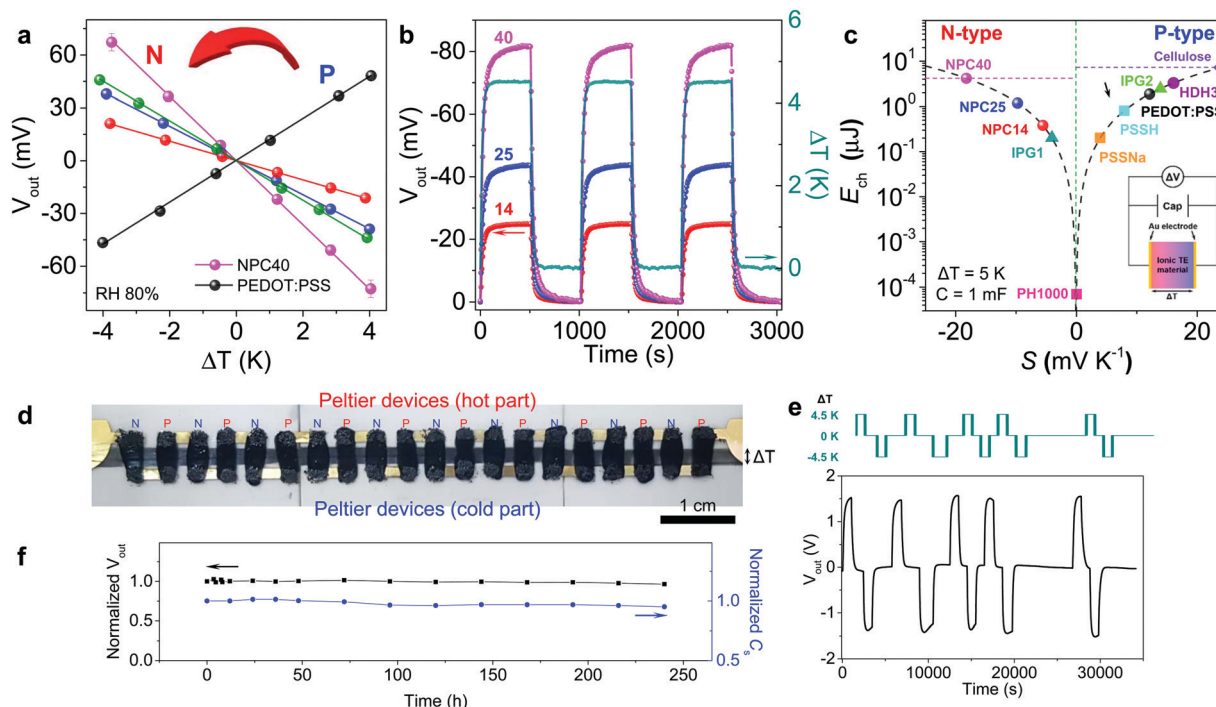 a
N
P
60
30
0
-30
-60
V_out (mV)
NPC40
PEDOT:PSS
RH 80%
-4 -2 0 2 4
ΔT (K)
b
40
25
14
-80
-60
-40
-20
0
V_out (mV)
6
4
2
0
ΔT (K)
0 1000 2000 3000
Time (s)
c
N-type P-type
Cellulose
NPC40
IPG2
HDH3
NPC25
PEDOT:PSS
PSSH
NPC14
IPG1
PSSNa
PH1000
10^1
10^0
10^-1
10^-2
10^-3
10^-4
E_ch (μJ)
ΔV
Cap
Au electrode
Ionic TE
material
ΔT
ΔT = 5 K
C = 1 mF
-20 -10 0 10 20
S (mV K^-1)
d
Peltier devices (hot part)
N P N P N P N P N P N P N P N P N P N P
ΔT
Peltier devices (cold part)
1 cm
e
ΔT
4.5 K
0 K
-4.5 K
2
1
0
-1
-2
V_out (V)
0 10000 20000 30000
Time (s)
f
Normalized V_out
1.0
0.5
0.0
Normalized C_s
1.0
0.5
0 50 100 150 200 250
Time (h)